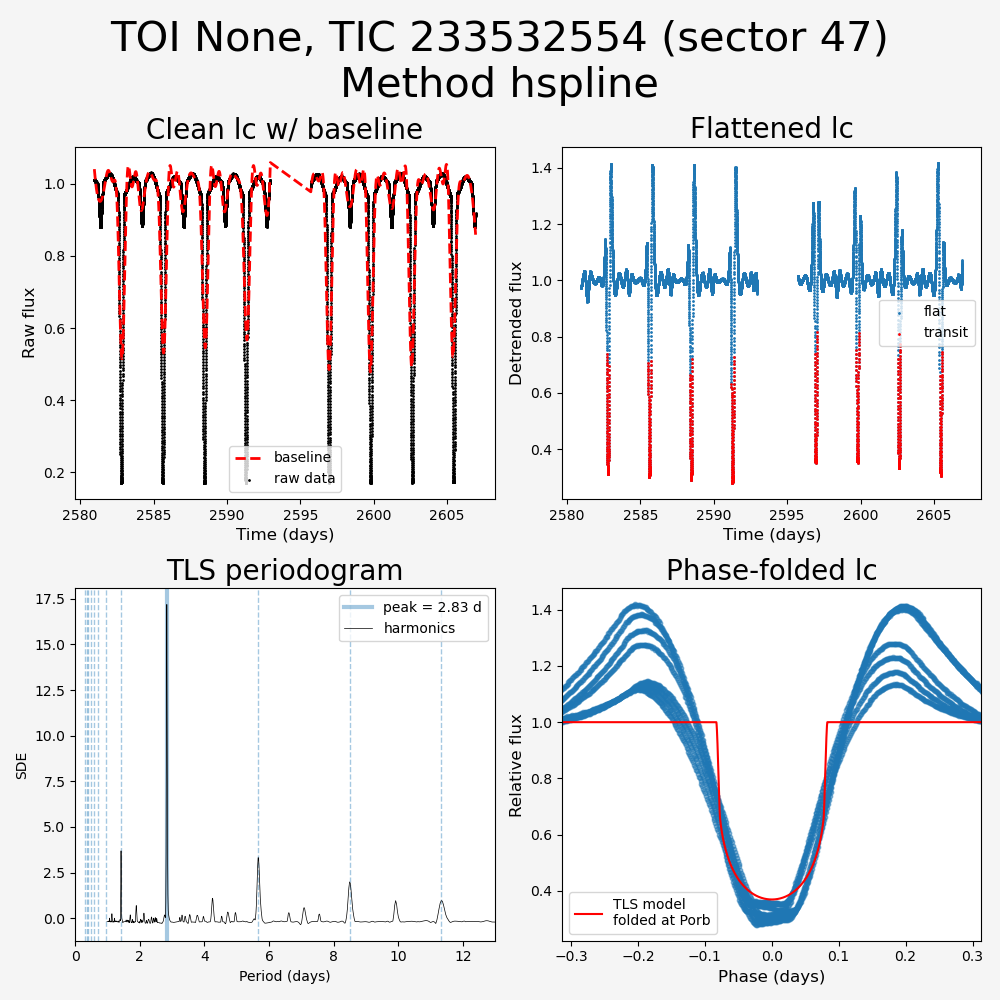 TOI None, TIC 233532554 (sector 47)
Method hspline
Clean lc w/ baseline
Raw flux
1.0
0.8
0.6
0.4
0.2
baseline
raw data
2580
2585
2590
2595
2600
2605
Time (days)
Flattened lc
Detrended flux
1.4
1.2
1.0
0.8
0.6
0.4
flat
transit
2580
2585
2590
2595
2600
2605
Time (days)
TLS periodogram
SDE
17.5
15.0
12.5
10.0
7.5
5.0
2.5
0.0
peak = 2.83 d
harmonics
0
2
4
6
8
10
12
Period (days)
Phase-folded lc
Relative flux
1.4
1.2
1.0
0.8
0.6
0.4
TLS model
folded at Porb
−0.3
−0.2
−0.1
0.0
0.1
0.2
0.3
Phase (days)